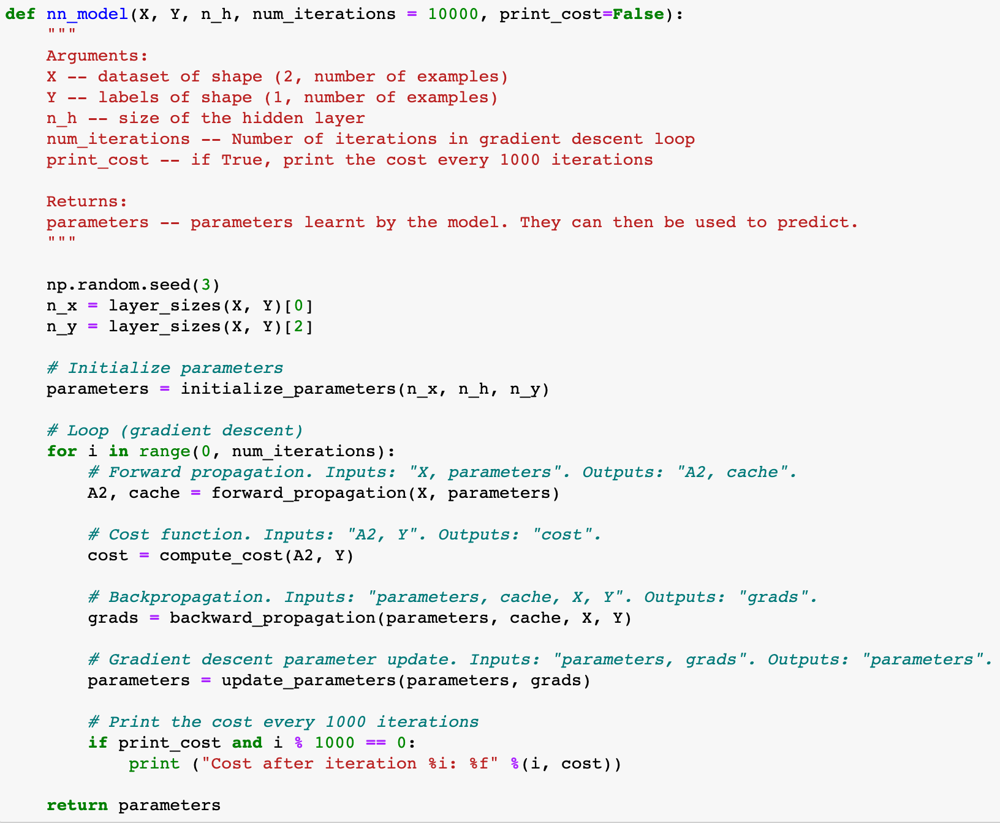 def nn_model(X, Y, n_h, num_iterations = 10000, print_cost=False):
    """
    Arguments:
    X -- dataset of shape (2, number of examples)
    Y -- labels of shape (1, number of examples)
    n_h -- size of the hidden layer
    num_iterations -- Number of iterations in gradient descent loop
    print_cost -- if True, print the cost every 1000 iterations

    Returns:
    parameters -- parameters learnt by the model. They can then be used to predict.
    """

    np.random.seed(3)
    n_x = layer_sizes(X, Y)[0]
    n_y = layer_sizes(X, Y)[2]

    # Initialize parameters
    parameters = initialize_parameters(n_x, n_h, n_y)

    # Loop (gradient descent)
    for i in range(0, num_iterations):
        # Forward propagation. Inputs: "X, parameters". Outputs: "A2, cache".
        A2, cache = forward_propagation(X, parameters)

        # Cost function. Inputs: "A2, Y". Outputs: "cost".
        cost = compute_cost(A2, Y)

        # Backpropagation. Inputs: "parameters, cache, X, Y". Outputs: "grads".
        grads = backward_propagation(parameters, cache, X, Y)

        # Gradient descent parameter update. Inputs: "parameters, grads". Outputs: "parameters".
        parameters = update_parameters(parameters, grads)

        # Print the cost every 1000 iterations
        if print_cost and i % 1000 == 0:
            print ("Cost after iteration %i: %f" %(i, cost))

    return parameters